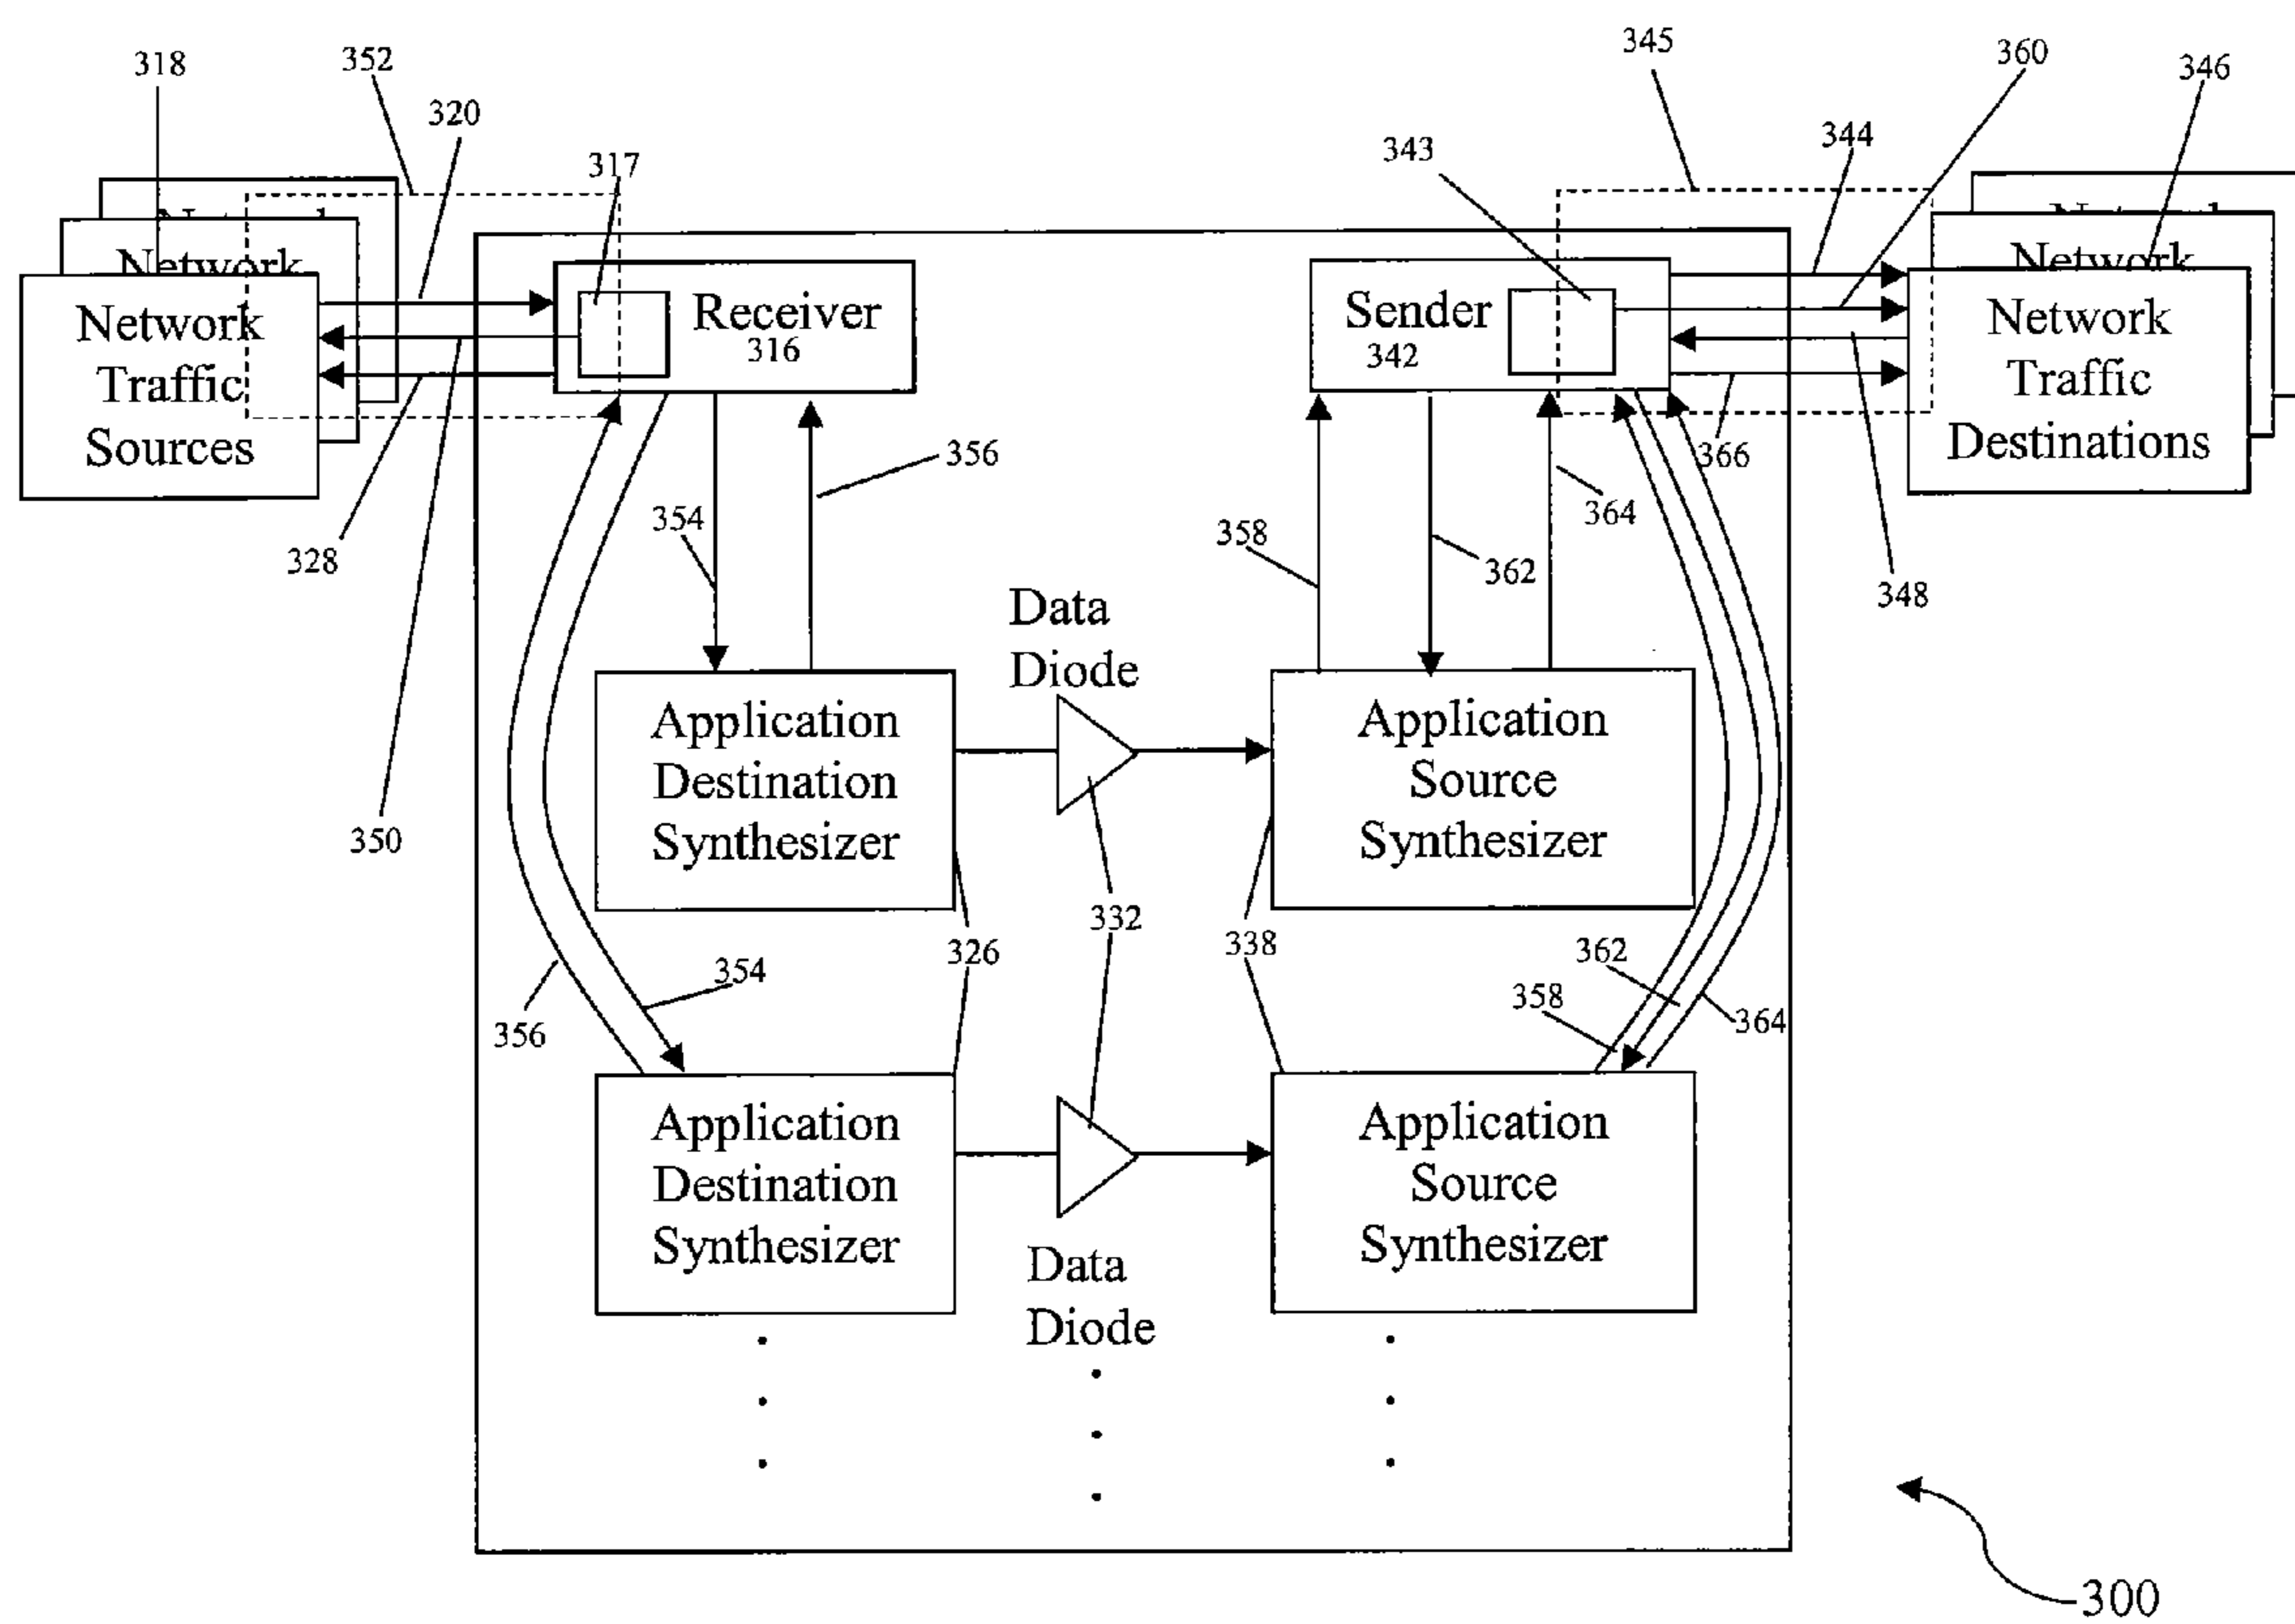 318
352
320
317
343
345
344
360
346
Network
Network
Traffic
Sources
Receiver
316
Sender
342
Network
Network
Traffic
Destinations
328
350
354
356
358
362
364
366
348
Data
Diode
Application
Destination
Synthesizer
Application
Source
Synthesizer
326
332
338
356
354
358
362
364
Application
Destination
Synthesizer
Data
Diode
Application
Source
Synthesizer
300